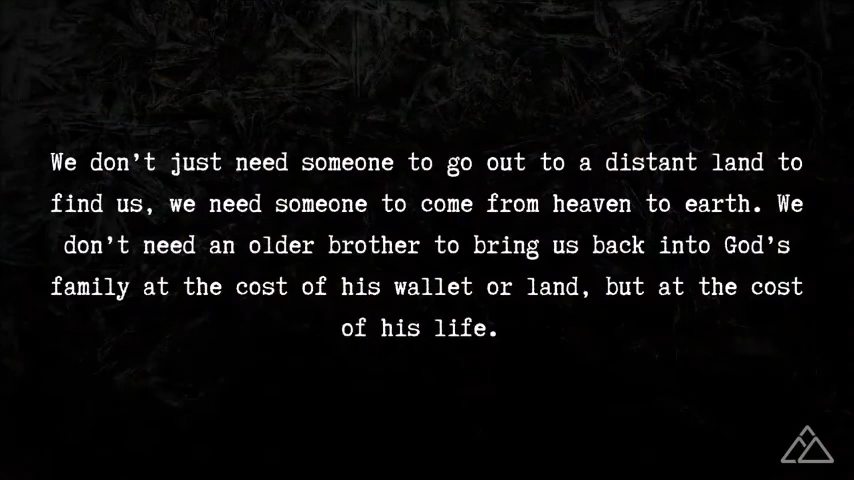 We don't just need someone to go out to a distant land to
find us, we need someone to come from heaven to earth. We
don't need an older brother to bring us back into God's
family at the cost of his wallet or land, but at the cost
of his life.